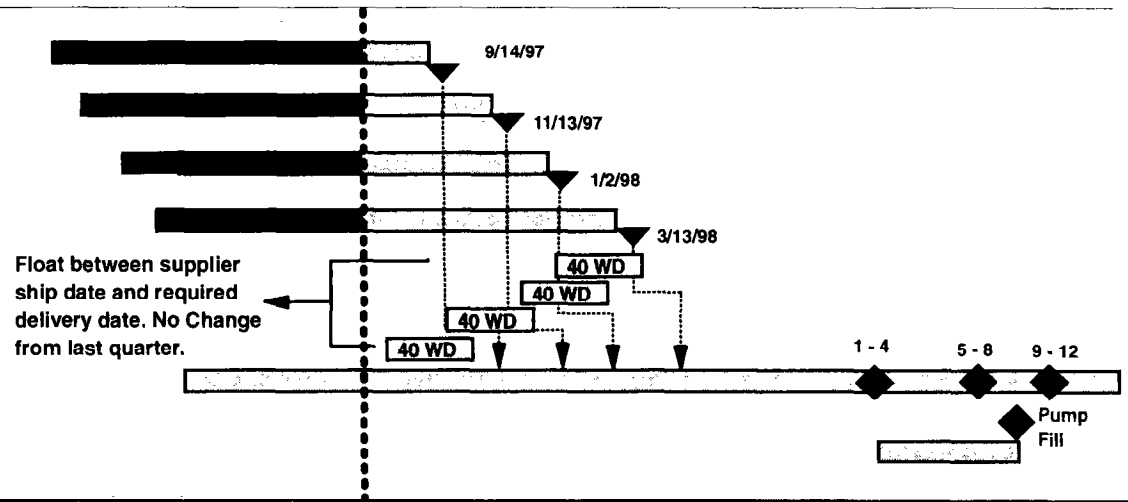 9/14/97
11/13/97
1/2/98
3/13/98
Float between supplier
ship date and required
delivery date. No Change
from last quarter.
40 WD
40 WD
40 WD
40 WD
1 - 4
5 - 8
9 - 12
Pump
Fill